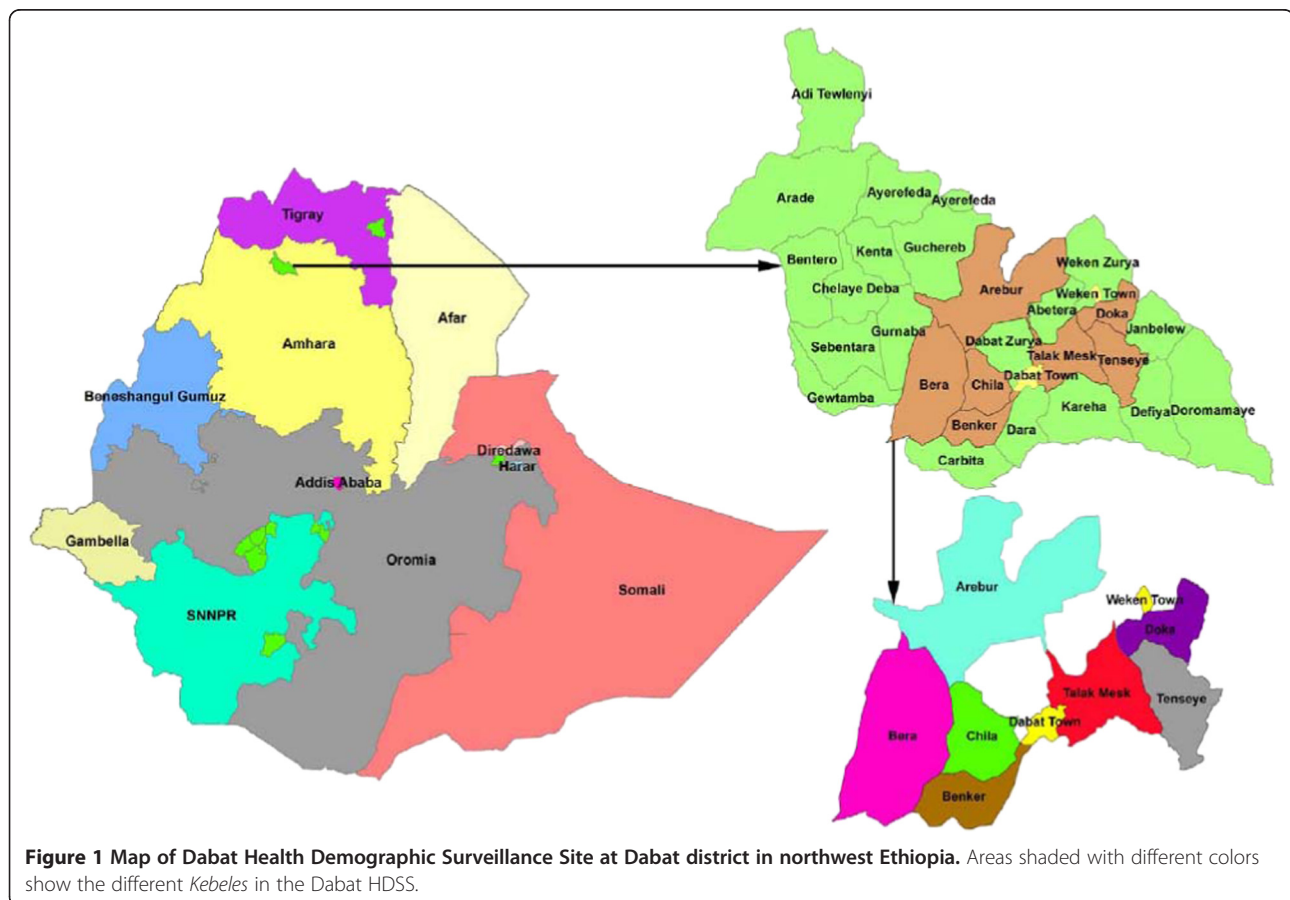 Tigray
Afar
Amhara
Beneshangul Gumuz
Diredawa
Harar
Addis Ababa
Gambella
Oromia
Somali
SNNPR
Adi Tewlenyi
Arade
Ayerefeda
Ayerefeda
Bentero
Kenta
Guchereb
Weken Zurya
Chelaye Deba
Arebur
Weken Town
Abetera
Doka
Janbelew
Gurnaba
Sebentara
Dabat Zurya
Talak Mesk
Tenseye
Bera
Chila
Dabat Town
Gewtamba
Kareha
Defiya
Doromamaye
Benker
Dara
Carbita
Arebur
Weken Town
Doka
Talak Mesk
Tenseye
Dabat Town
Bera
Chila
Benker
Figure 1 Map of Dabat Health Demographic Surveillance Site at Dabat district in northwest Ethiopia. Areas shaded with different colors
show the different Kebeles in the Dabat HDSS.